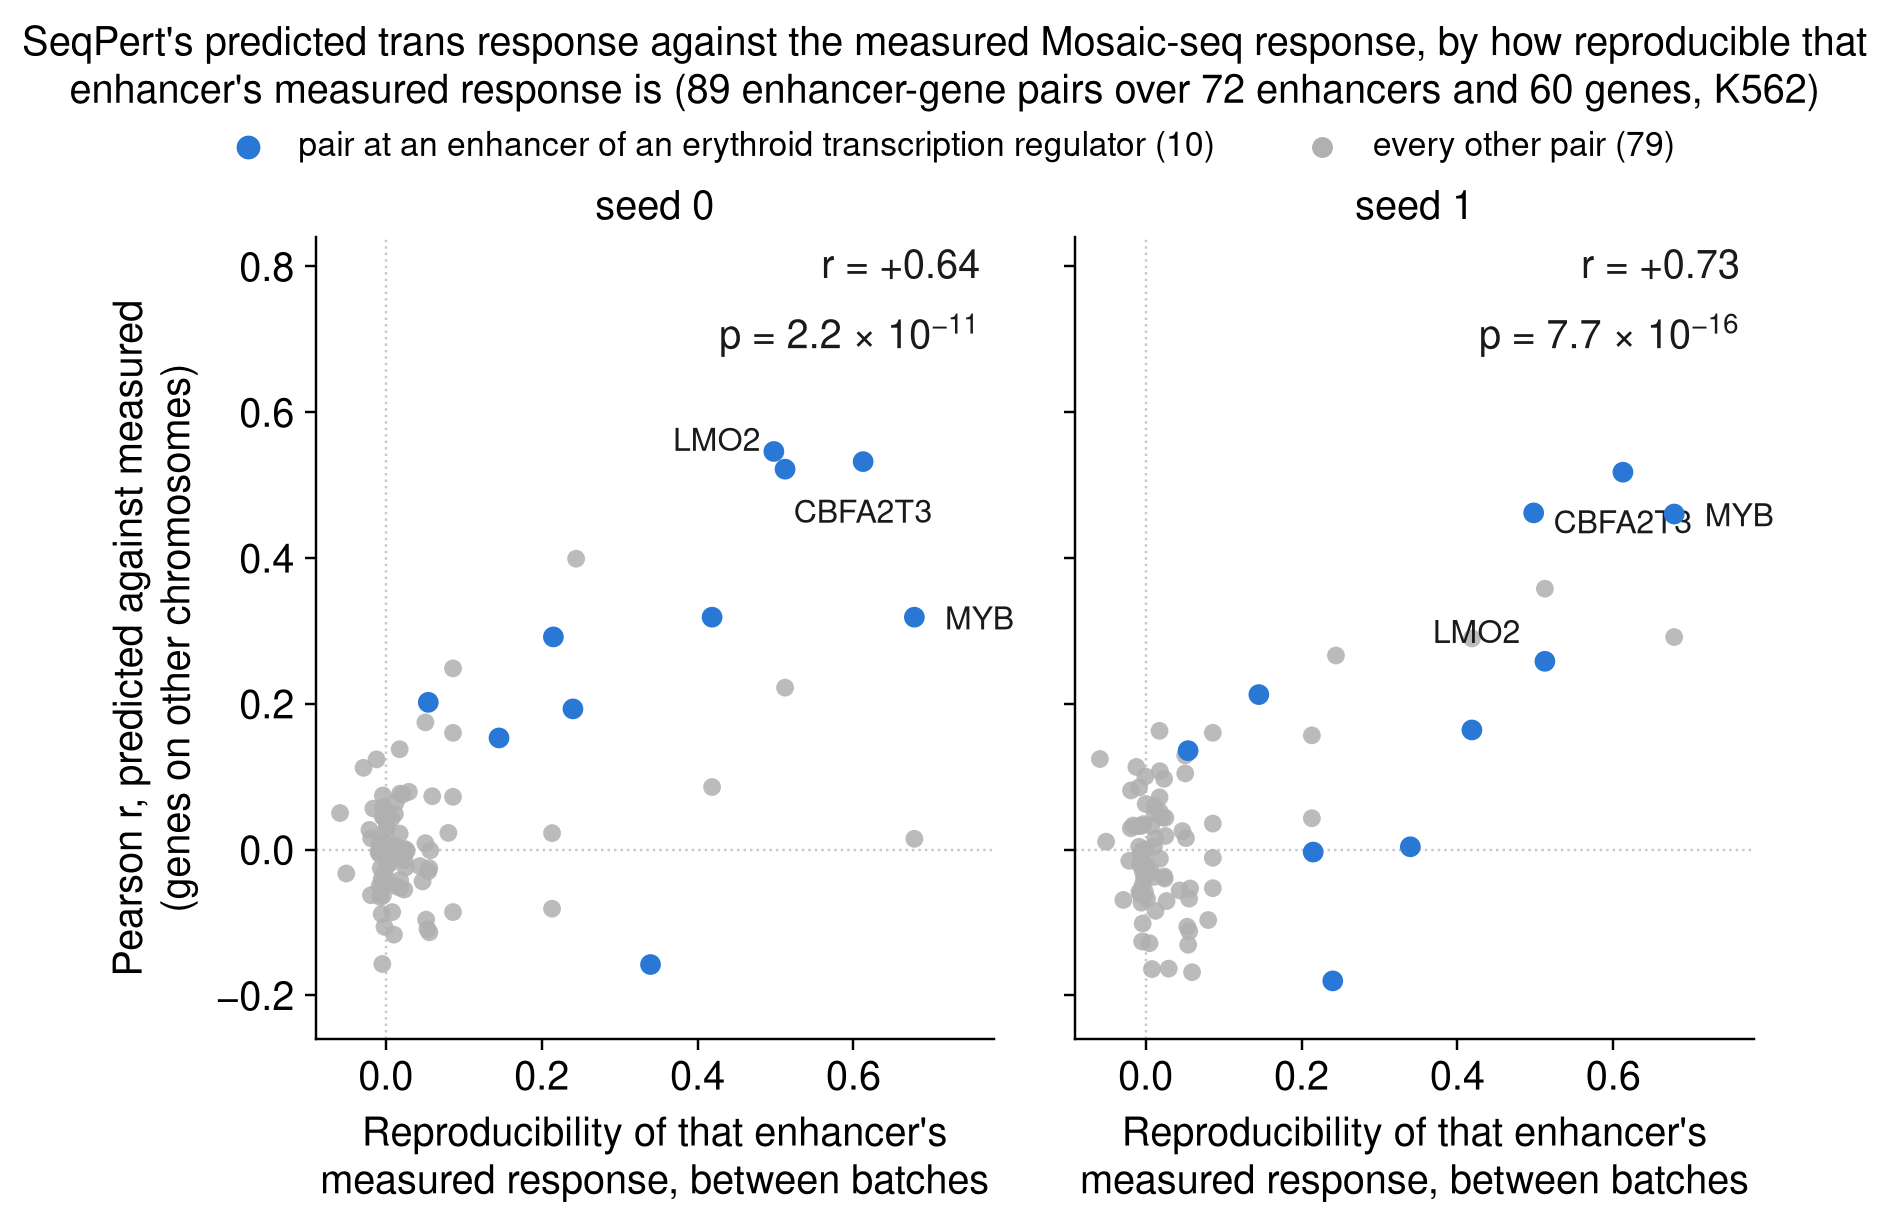 SeqPert's predicted trans response against the measured Mosaic-seq response, by how reproducible that
enhancer's measured response is (89 enhancer-gene pairs over 72 enhancers and 60 genes, K562)
pair at an enhancer of an erythroid transcription regulator (10)
every other pair (79)
seed 0
seed 1
Pearson r, predicted against measured
(genes on other chromosomes)
0.8
0.6
0.4
0.2
0.0
−0.2
r = +0.64
p = 2.2 × 10⁻¹¹
LMO2
CBFA2T3
MYB
0.0
0.2
0.4
0.6
Reproducibility of that enhancer's
measured response, between batches
r = +0.73
p = 7.7 × 10⁻¹⁶
CBFA2T3
MYB
LMO2
0.0
0.2
0.4
0.6
Reproducibility of that enhancer's
measured response, between batches